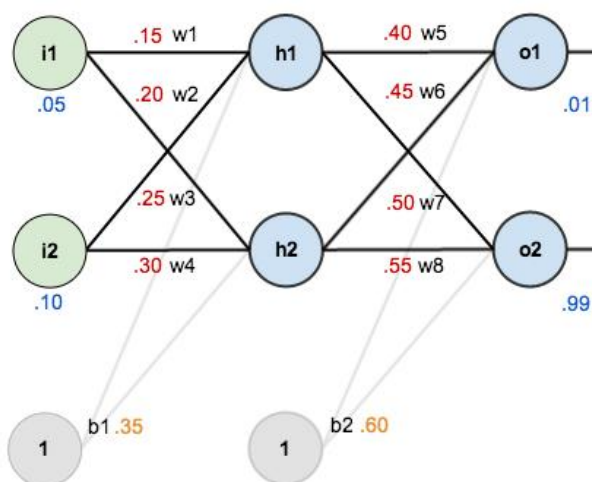 i1 .15 w1 h1 .40 w5 o1
.20 w2 .45 w6
.05 .01
.25 w3 .50 w7
i2 .30 w4 h2 .55 w8 o2
.10 .99
b1 .35 b2 .60
1 1